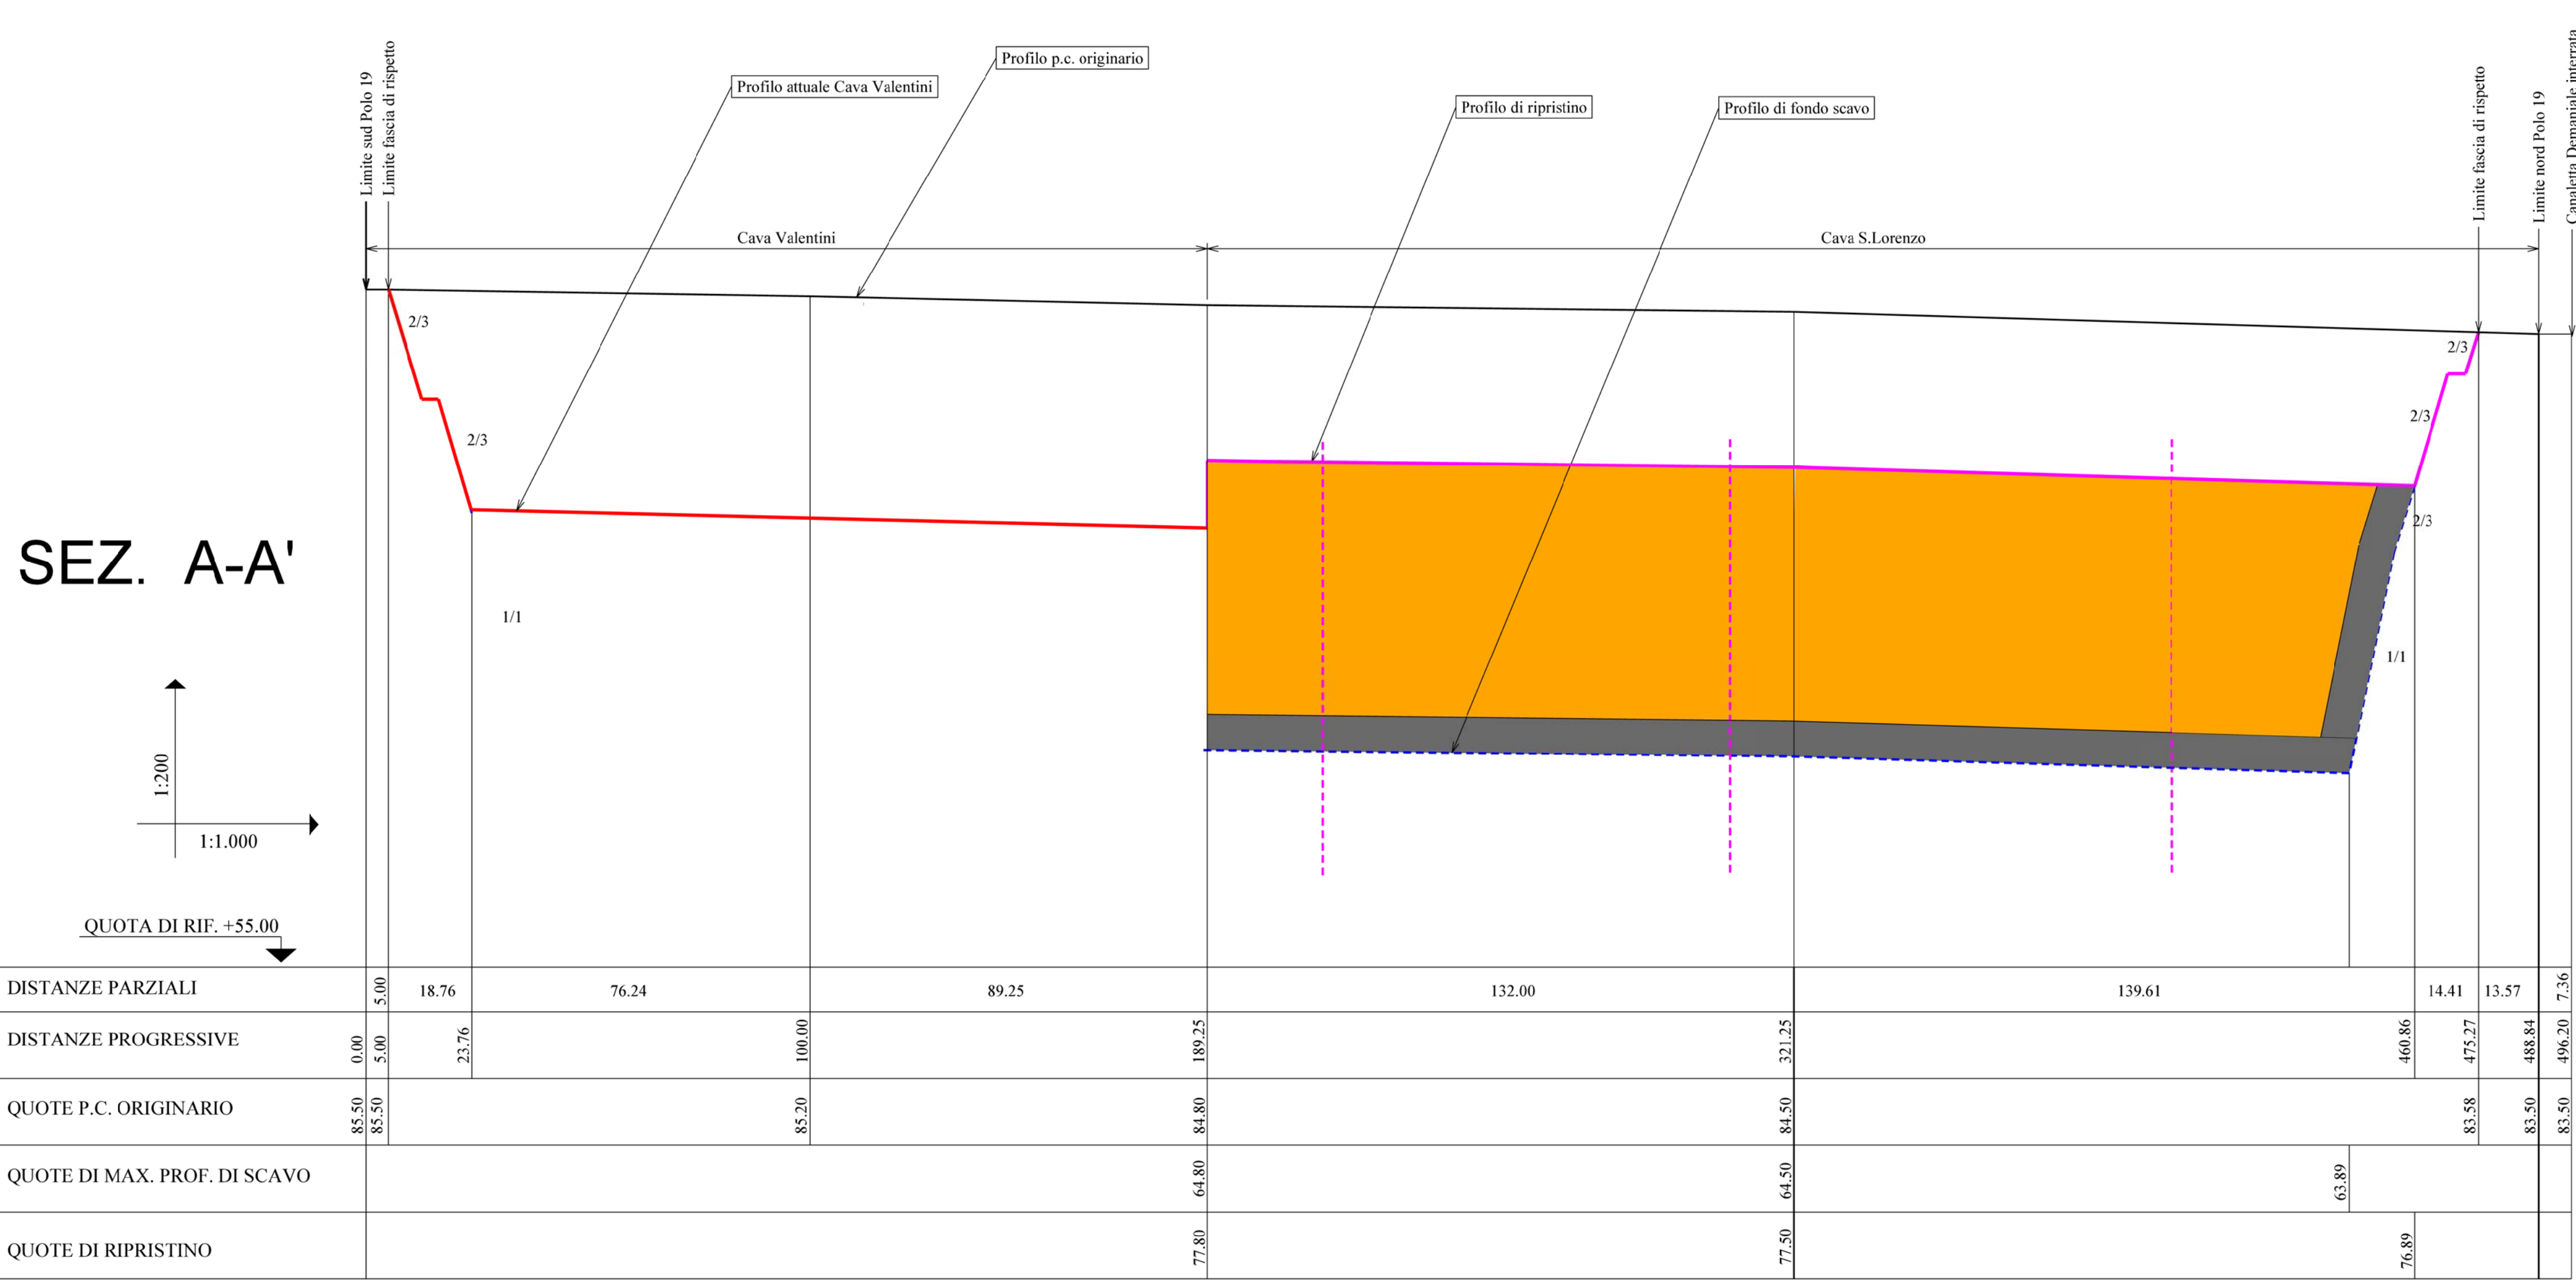 Limite sud Polo 19
Limite fascia di rispetto
Profilo attuale Cava Valentini
Profilo p.c. originario
Profilo di ripristino
Profilo di fondo scavo
Limite fascia di rispetto
Limite nord Polo 19
Canaletta Demaniale interrata
Cava Valentini
Cava S.Lorenzo
2/3
2/3
2/3
2/3
2/3
1/1
1/1
SEZ. A-A'
1:200
1:1.000
QUOTA DI RIF. +55.00
DISTANZE PARZIALI 5.00 18.76 76.24 89.25 132.00 139.61 14.41 13.57 7.36
DISTANZE PROGRESSIVE 0.00 5.00 23.76 100.00 189.25 321.25 460.86 475.27 488.84 496.20
QUOTE P.C. ORIGINARIO 85.50 85.50 85.20 84.80 84.50 83.58 83.50 83.50
QUOTE DI MAX. PROF. DI SCAVO 64.80 64.50 63.89
QUOTE DI RIPRISTINO 77.80 77.50 76.89